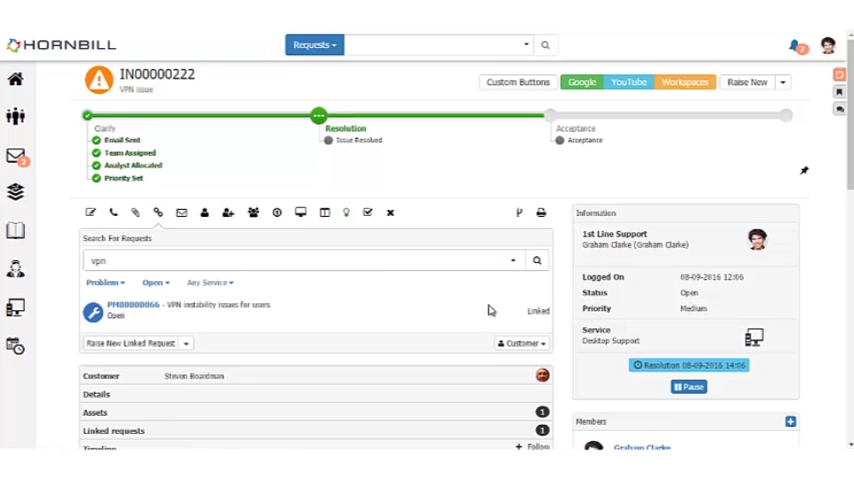 HORNBILL
Requests
7
IN00000222
VPN issue
Custom Buttons
Google
YouTube
Workspaces
Raise New
Clarify
Email Sent
Team Assigned
Analyst Allocated
Priority Set
Resolution
Issue Resolved
Acceptance
Acceptance
2
Search For Requests
vpn
Problem
Open
Any Service
PM00000066 - VPN instability issues for users
Open
Linked
Raise New Linked Request
Customer
Customer Steven Boardman
Details
Assets 1
Linked requests 1
Timeline
+ Follow
Information
1st Line Support
Graham Clarke (Graham Clarke)
Logged On 08-09-2016 12:06
Status Open
Priority Medium
Service
Desktop Support
Resolution 08-09-2016 14:06
Pause
Members
Graham Clarke